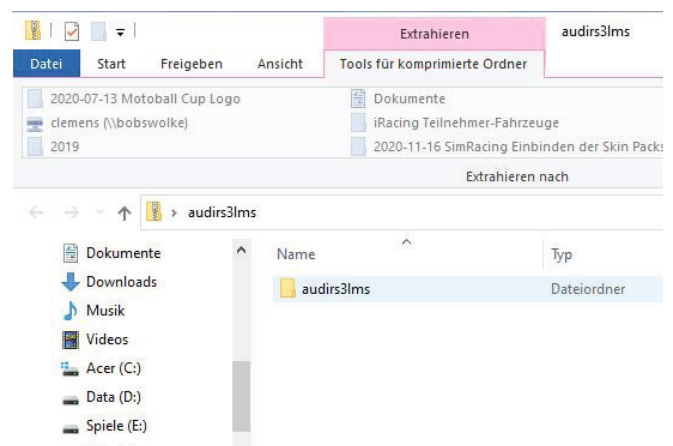 Extrahieren audirs3lms
Datei Start Freigeben Ansicht Tools für komprimierte Ordner
2020-07-13 Motoball Cup Logo Dokumente
clemens (\\bobswolke) iRacing Teilnehmer-Fahrzeuge
2019 2020-11-16 SimRacing Einbinden der Skin Packs
Extrahieren nach
audirs3lms
Dokumente Name Typ
Downloads audirs3lms Dateiordner
Musik
Videos
Acer (C:)
Data (D:)
Spiele (E:)